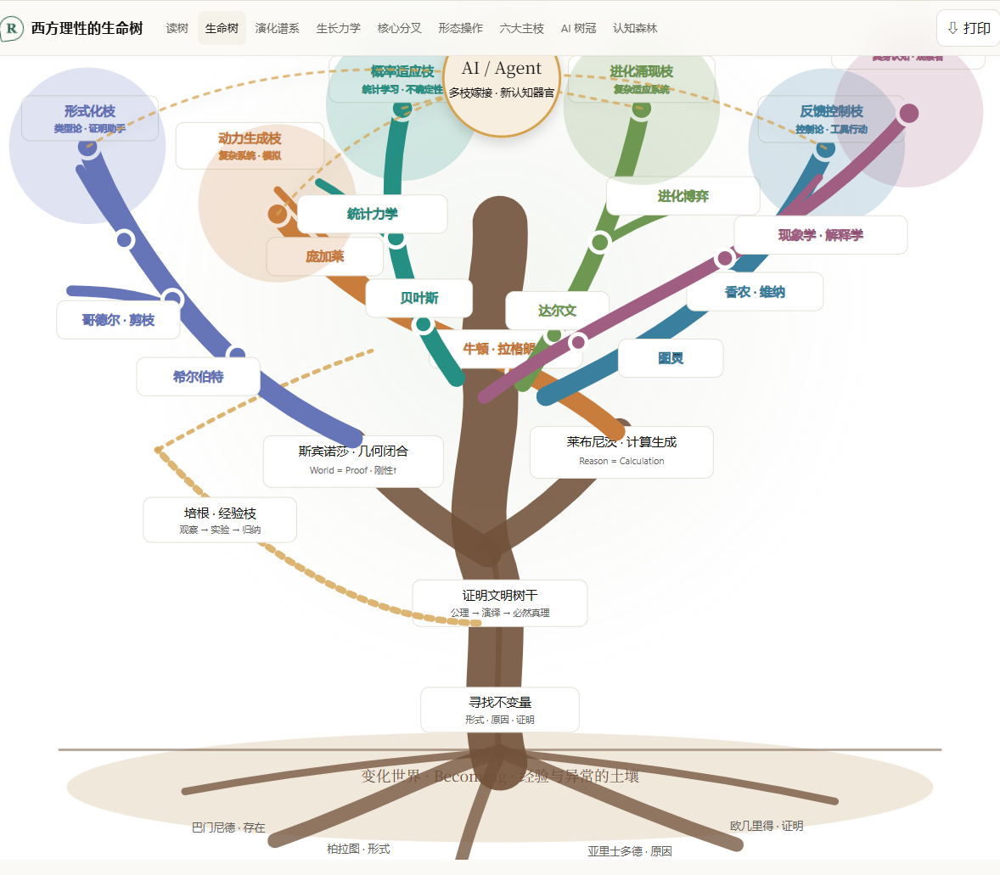 R 西方理性的生命树
读树 生命树 演化谱系 生长力学 核心分叉 形态操作 六大主枝 AI 树冠 认知森林
⇩ 打印
AI / Agent
多枝嫁接 · 新认知器官
概率适应枝
统计学习 · 不确定性
进化涌现枝
复杂适应系统
形式化枝
类型论 · 证明助手
动力生成枝
复杂系统 · 模拟
反馈控制枝
控制论 · 工具行动
统计力学
进化博弈
现象学 · 解释学
庞加莱
贝叶斯
达尔文
香农 · 维纳
哥德尔 · 剪枝
牛顿 · 拉格朗
图灵
希尔伯特
斯宾诺莎 · 几何闭合
World = Proof · 刚性↑
莱布尼茨 · 计算生成
Reason = Calculation
培根 · 经验枝
观察 → 实验 → 归纳
证明文明树干
公理 → 演绎 → 必然真理
寻找不变量
形式 · 原因 · 证明
变化世界 · Becoming · 经验与异常的土壤
巴门尼德 · 存在
欧几里得 · 证明
柏拉图 · 形式
亚里士多德 · 原因